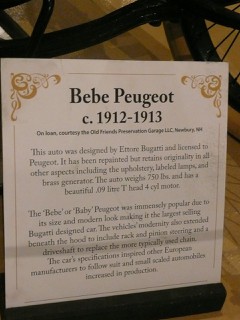 Bebe Peugeot
c. 1912-1913
On loan, courtesy the Old Friends Preservation Garage LLC. Newbury, NH
This auto was designed by Ettore Bugatti and licensed to
Peugeot. It has been repainted but retains originality in all
other aspects including the upholstery, labeled lamps, and
brass generator. The auto weighs 750 lbs. and has a
beautiful .09 litre T head 4 cyl motor.
The 'Bebe' or 'Baby' Peugeot was immensely popular due to
its size and modern look making it the largest selling
Bugatti designed car. The vehicles' modernity also extended
beneath the hood to include rack and pinion steering and a
driveshaft to replace the more typically used chain.
The car's specifications inspired other European
manufacturers to follow suit and small scaled automobiles
increased in production.